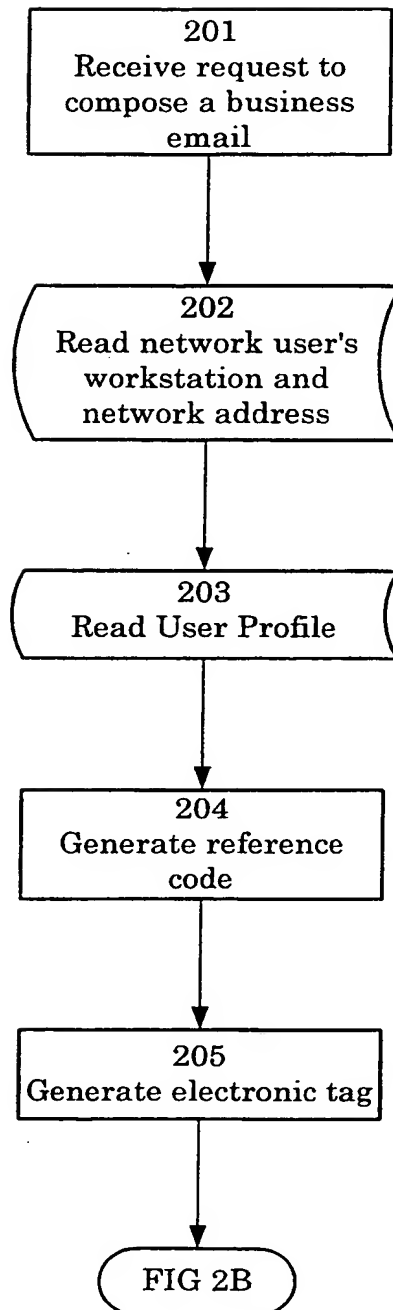 201
Receive request to
compose a business
email
202
Read network user's
workstation and
network address
203
Read User Profile
204
Generate reference
code
205
Generate electronic tag
FIG 2B